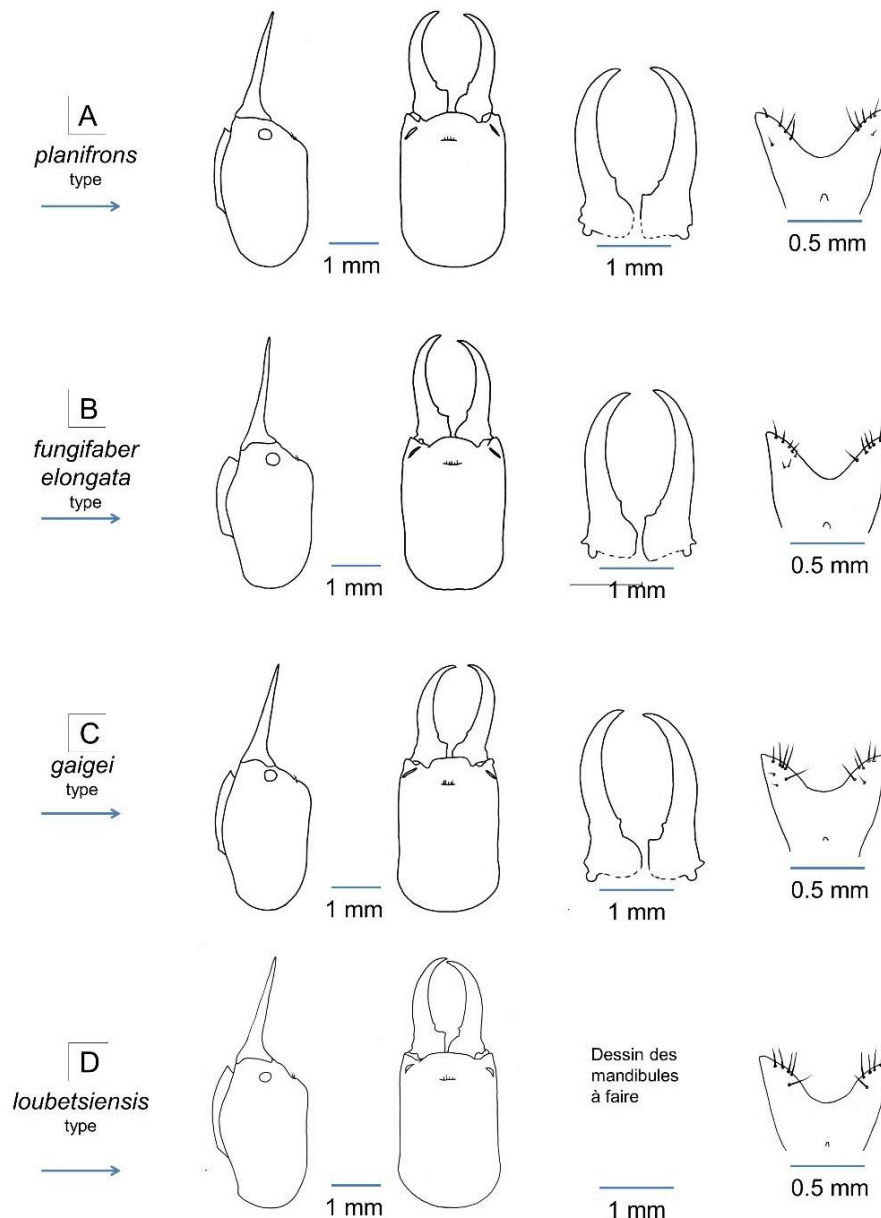 A
planifrons
type
1 mm
1 mm
0.5 mm
B
fungifaber
elongata
type
1 mm
1 mm
0.5 mm
C
gaigei
type
1 mm
1 mm
0.5 mm
D
loubetsiensis
type
Dessin des
mandibules
à faire
1 mm
1 mm
0.5 mm